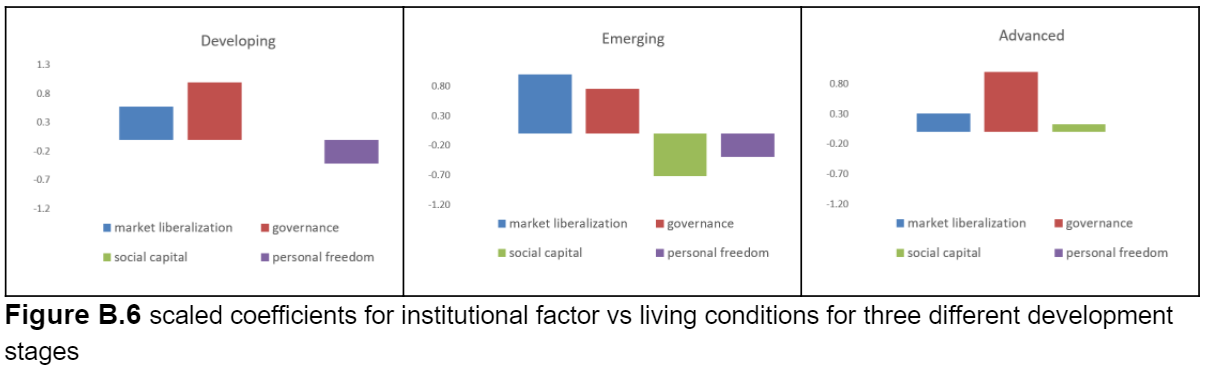 Developing
1.3
0.8
0.3
-0.2
-0.7
-1.2
market liberalization governance
social capital personal freedom
Emerging
0.80
0.30
-0.20
-0.70
-1.20
market liberalization governance
social capital personal freedom
Advanced
0.80
0.30
-0.20
-0.70
-1.20
market liberalization governance
social capital personal freedom
Figure B.6 scaled coefficients for institutional factor vs living conditions for three different development
stages